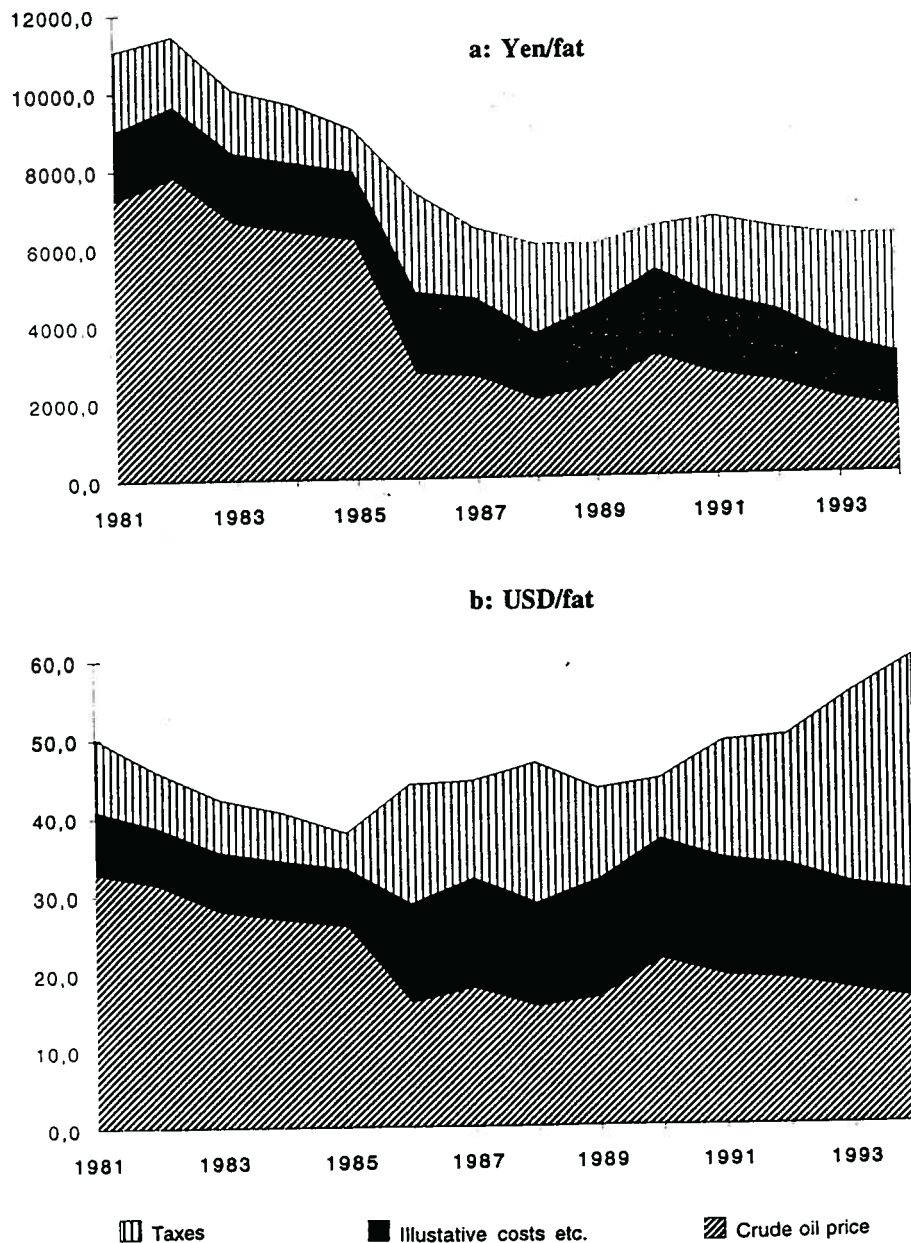 a: Yen/fat
12000,0
10000,0
8000,0
6000,0
4000,0
2000,0
0,0
1981 1983 1985 1987 1989 1991 1993
b: USD/fat
60,0
50,0
40,0
30,0
20,0
10,0
0,0
1981 1983 1985 1987 1989 1991 1993
Taxes Illustative costs etc. Crude oil price